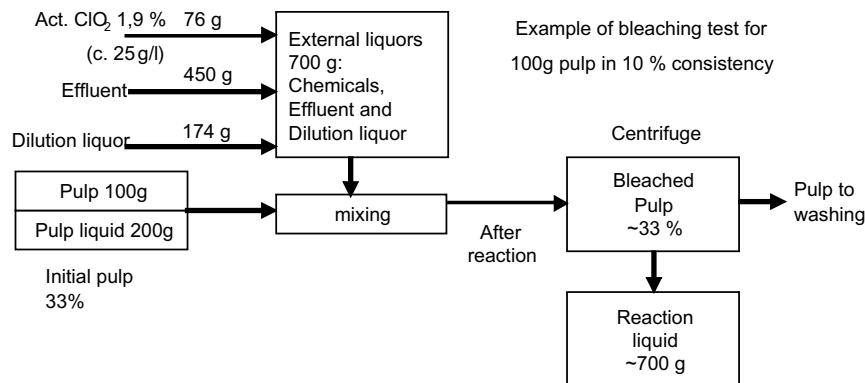 Act. ClO2 1,9 % 76 g
(c. 25 g/l)
Effluent 450 g
Dilution liquor 174 g
External liquors
700 g:
Chemicals,
Effluent and
Dilution liquor
Example of bleaching test for
100g pulp in 10 % consistency
Pulp 100g
Pulp liquid 200g
Initial pulp
33%
mixing
After
reaction
Centrifuge
Bleached
Pulp
~33 %
Pulp to
washing
Reaction
liquid
~700 g